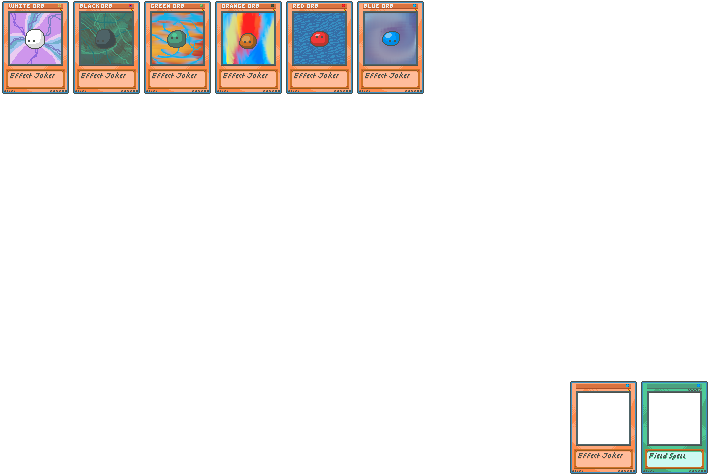 WHITE ORB
Effect Joker
BLACK ORB
Effect Joker
GREEN ORB
Effect Joker
ORANGE ORB
Effect Joker
RED ORB
Effect Joker
BLUE ORB
Effect Joker
Effect Joker
Field Spell